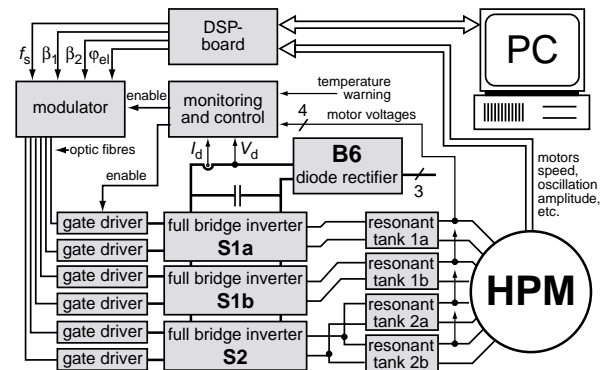 DSP-
board
PC
fs β1 β2 φel
modulator
enable
monitoring
and control
temperature
warning
4
motor voltages
optic fibres
Id
Vd
B6
diode rectifier
3
enable
motors
speed,
oscillation
amplitude,
etc.
gate driver
full bridge inverter
S1a
gate driver
resonant
tank 1a
gate driver
full bridge inverter
S1b
gate driver
resonant
tank 1b
HPM
gate driver
full bridge inverter
S2
gate driver
resonant
tank 2a
resonant
tank 2b